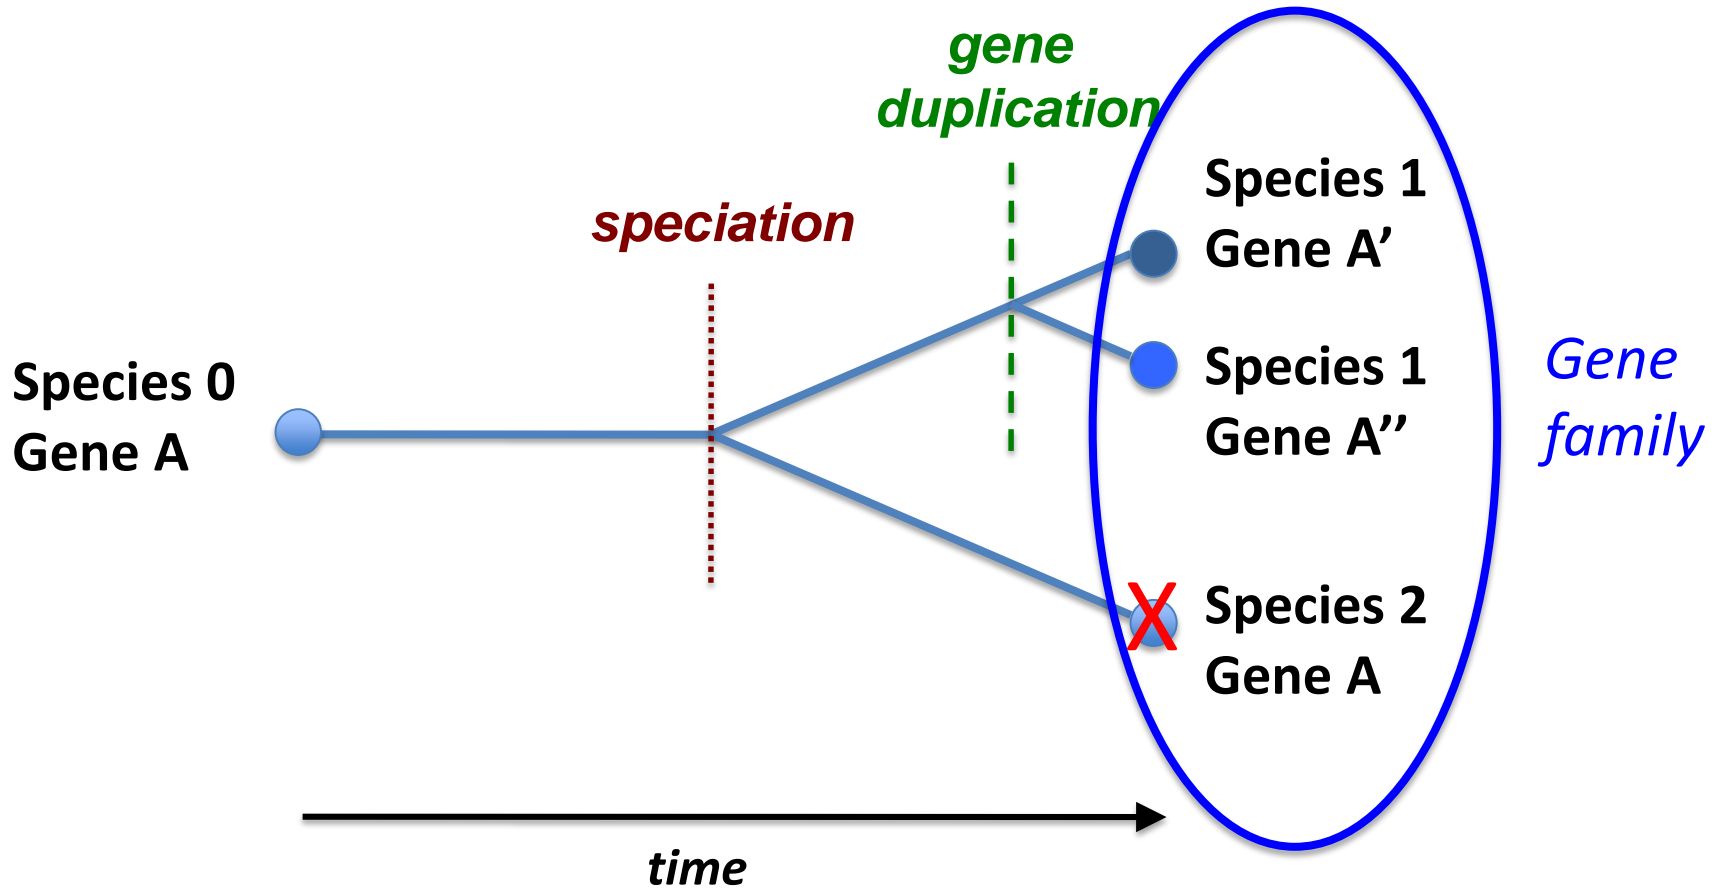 gene
duplication
speciation
Species 1
Gene A’
Species 0
Gene A
Species 1
Gene A’’
Gene
family
X
Species 2
Gene A
time